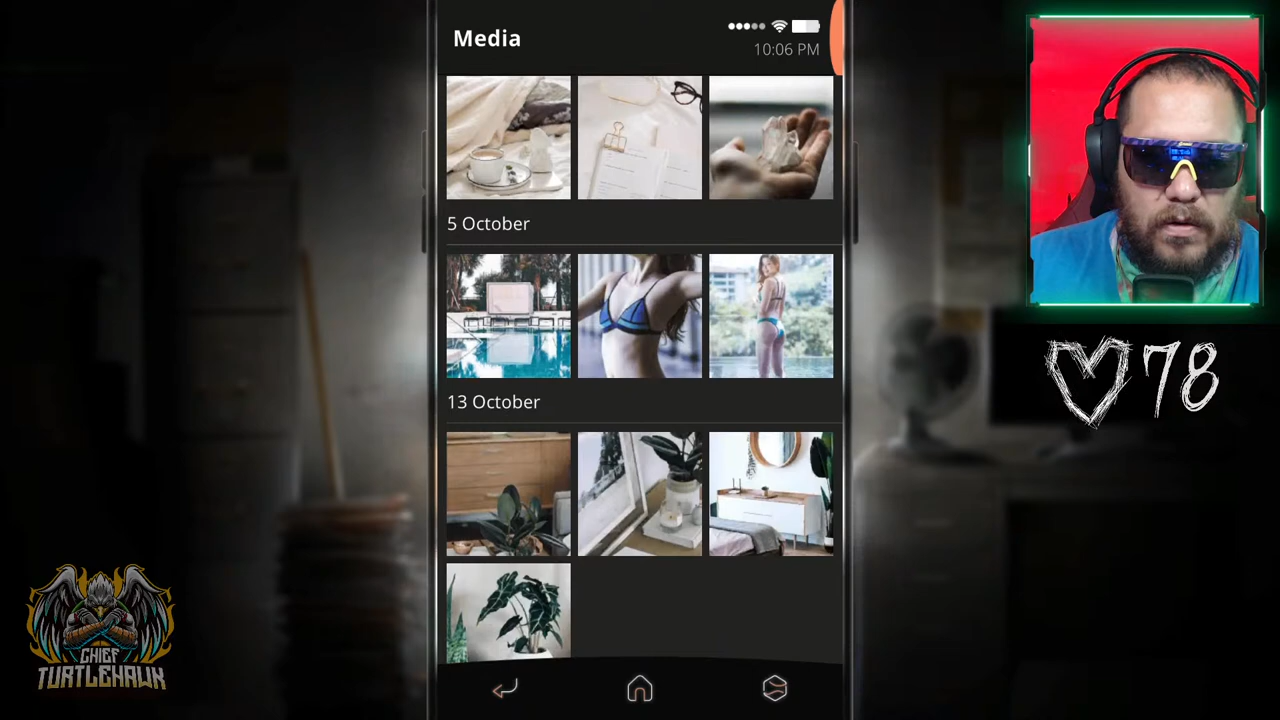 Media
10:06 PM
5 October
13 October
78
CHIEF
TURTLEHAWK